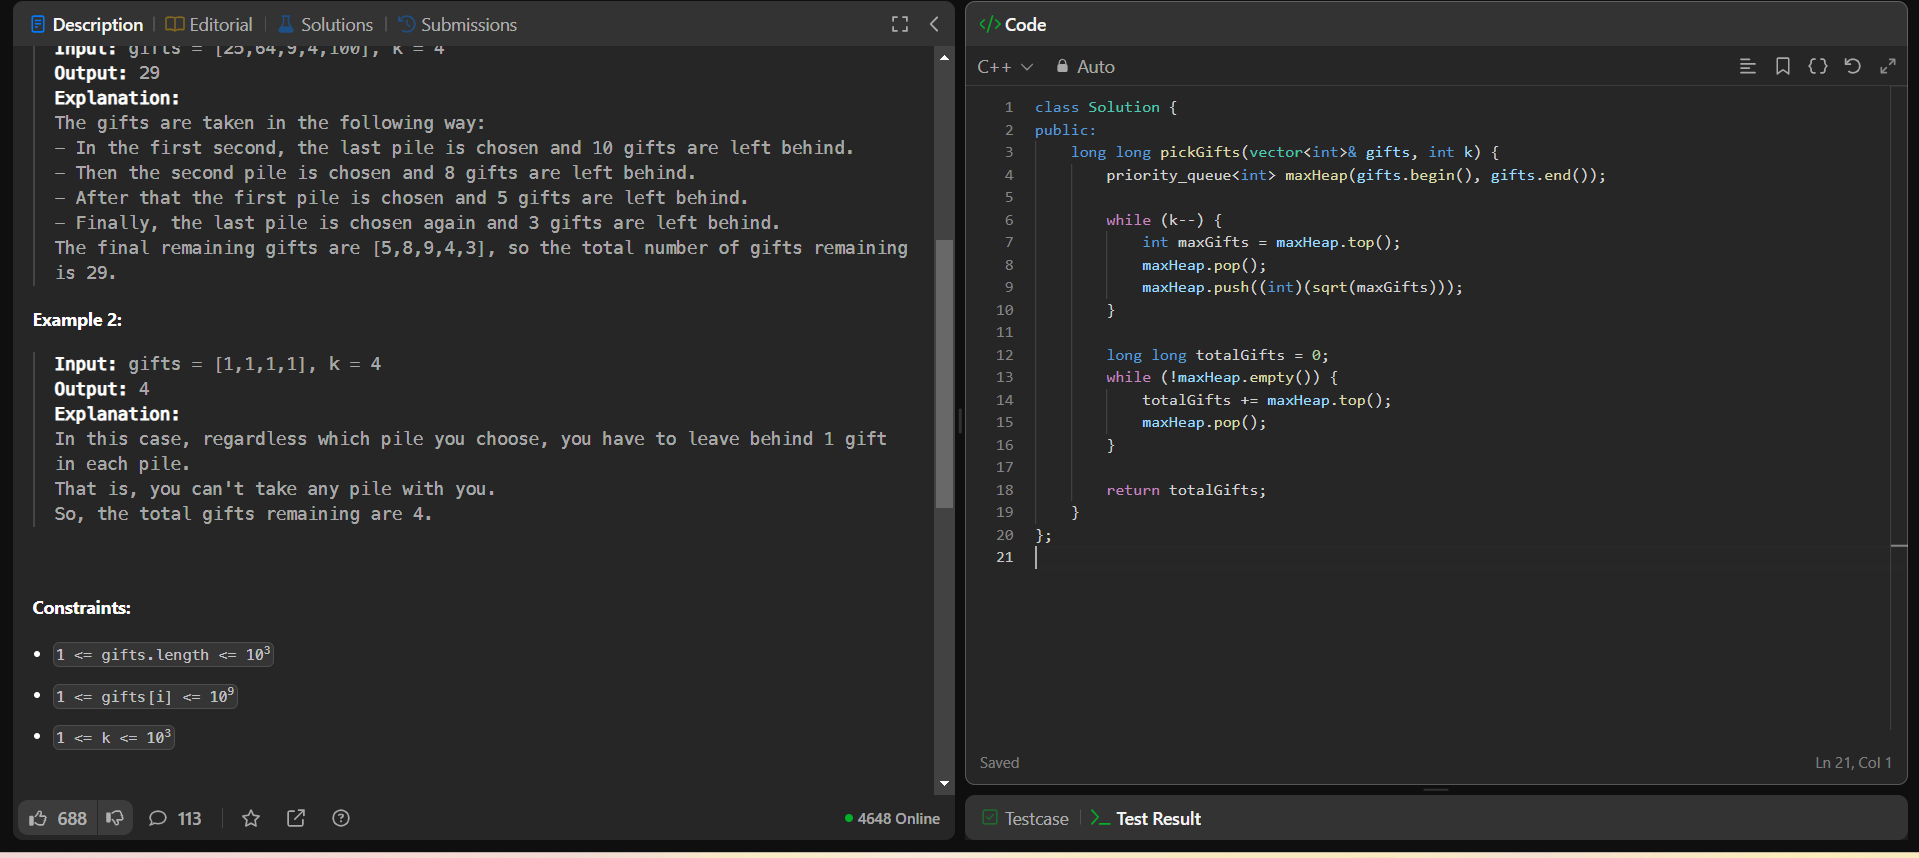 Description
Editorial
Solutions
Submissions
Input: gifts = [25,64,9,4,100], k = 4
Output: 29
Explanation:
The gifts are taken in the following way:
- In the first second, the last pile is chosen and 10 gifts are left behind.
- Then the second pile is chosen and 8 gifts are left behind.
- After that the first pile is chosen and 5 gifts are left behind.
- Finally, the last pile is chosen again and 3 gifts are left behind.
The final remaining gifts are [5,8,9,4,3], so the total number of gifts remaining
is 29.
Example 2:
Input: gifts = [1,1,1,1], k = 4
Output: 4
Explanation:
In this case, regardless which pile you choose, you have to leave behind 1 gift
in each pile.
That is, you can't take any pile with you.
So, the total gifts remaining are 4.
Constraints:
• 1 <= gifts.length <= 10³
• 1 <= gifts[i] <= 10⁹
• 1 <= k <= 10³
688
113
4648 Online
</> Code
C++
Auto
1 class Solution {
2 public:
3     long long pickGifts(vector<int>& gifts, int k) {
4         priority_queue<int> maxHeap(gifts.begin(), gifts.end());
5
6         while (k--) {
7             int maxGifts = maxHeap.top();
8             maxHeap.pop();
9             maxHeap.push((int)(sqrt(maxGifts)));
10         }
11
12         long long totalGifts = 0;
13         while (!maxHeap.empty()) {
14             totalGifts += maxHeap.top();
15             maxHeap.pop();
16         }
17
18         return totalGifts;
19     }
20 };
21
Saved
Ln 21, Col 1
Testcase
Test Result